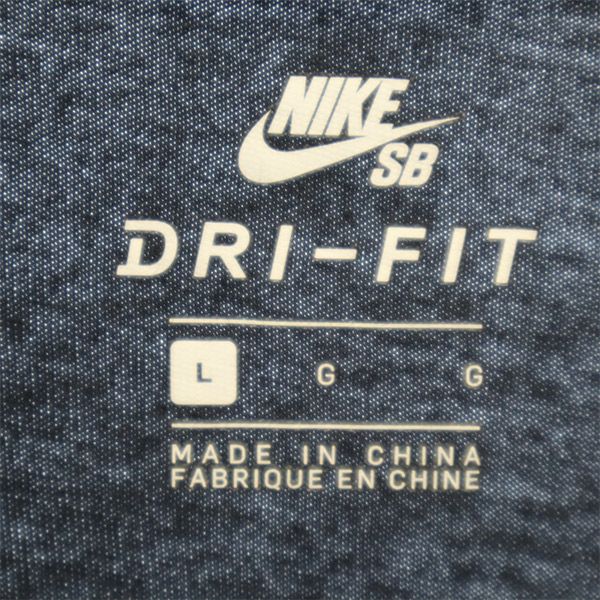 NIKE
SB
DRI-FIT
L G G
MADE IN CHINA
FABRIQUE EN CHINE